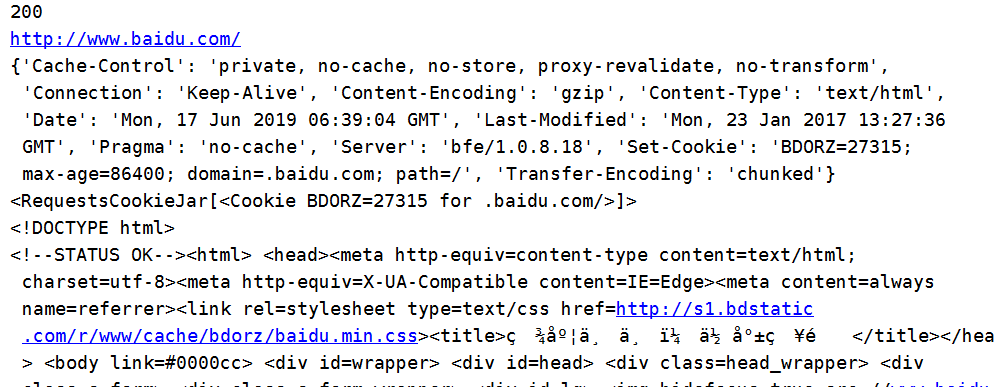 200
http://www.baidu.com/
{'Cache-Control': 'private, no-cache, no-store, proxy-revalidate, no-transform',
'Connection': 'Keep-Alive', 'Content-Encoding': 'gzip', 'Content-Type': 'text/html',
'Date': 'Mon, 17 Jun 2019 06:39:04 GMT', 'Last-Modified': 'Mon, 23 Jan 2017 13:27:36
GMT', 'Pragma': 'no-cache', 'Server': 'bfe/1.0.8.18', 'Set-Cookie': 'BDORZ=27315;
max-age=86400; domain=.baidu.com; path=/', 'Transfer-Encoding': 'chunked'}
<RequestsCookieJar[<Cookie BDORZ=27315 for .baidu.com/>]>
<!DOCTYPE html>
<!--STATUS OK--><html> <head><meta http-equiv=content-type content=text/html;
charset=utf-8><meta http-equiv=X-UA-Compatible content=IE=Edge><meta content=always
name=referrer><link rel=stylesheet type=text/css href=http://s1.bdstatic
.com/r/www/cache/bdorz/baidu.min.css><title>ç ¾åº¦ä¸ ä¸ ï¼ ä½ å°±ç ¥é </title></hea
> <body link=#0000cc> <div id=wrapper> <div id=head> <div class=head_wrapper> <div